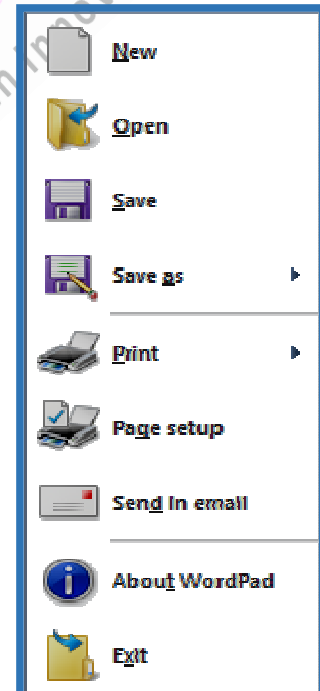 New
Open
Save
Save as
Print
Page setup
Send in email
About WordPad
Exit